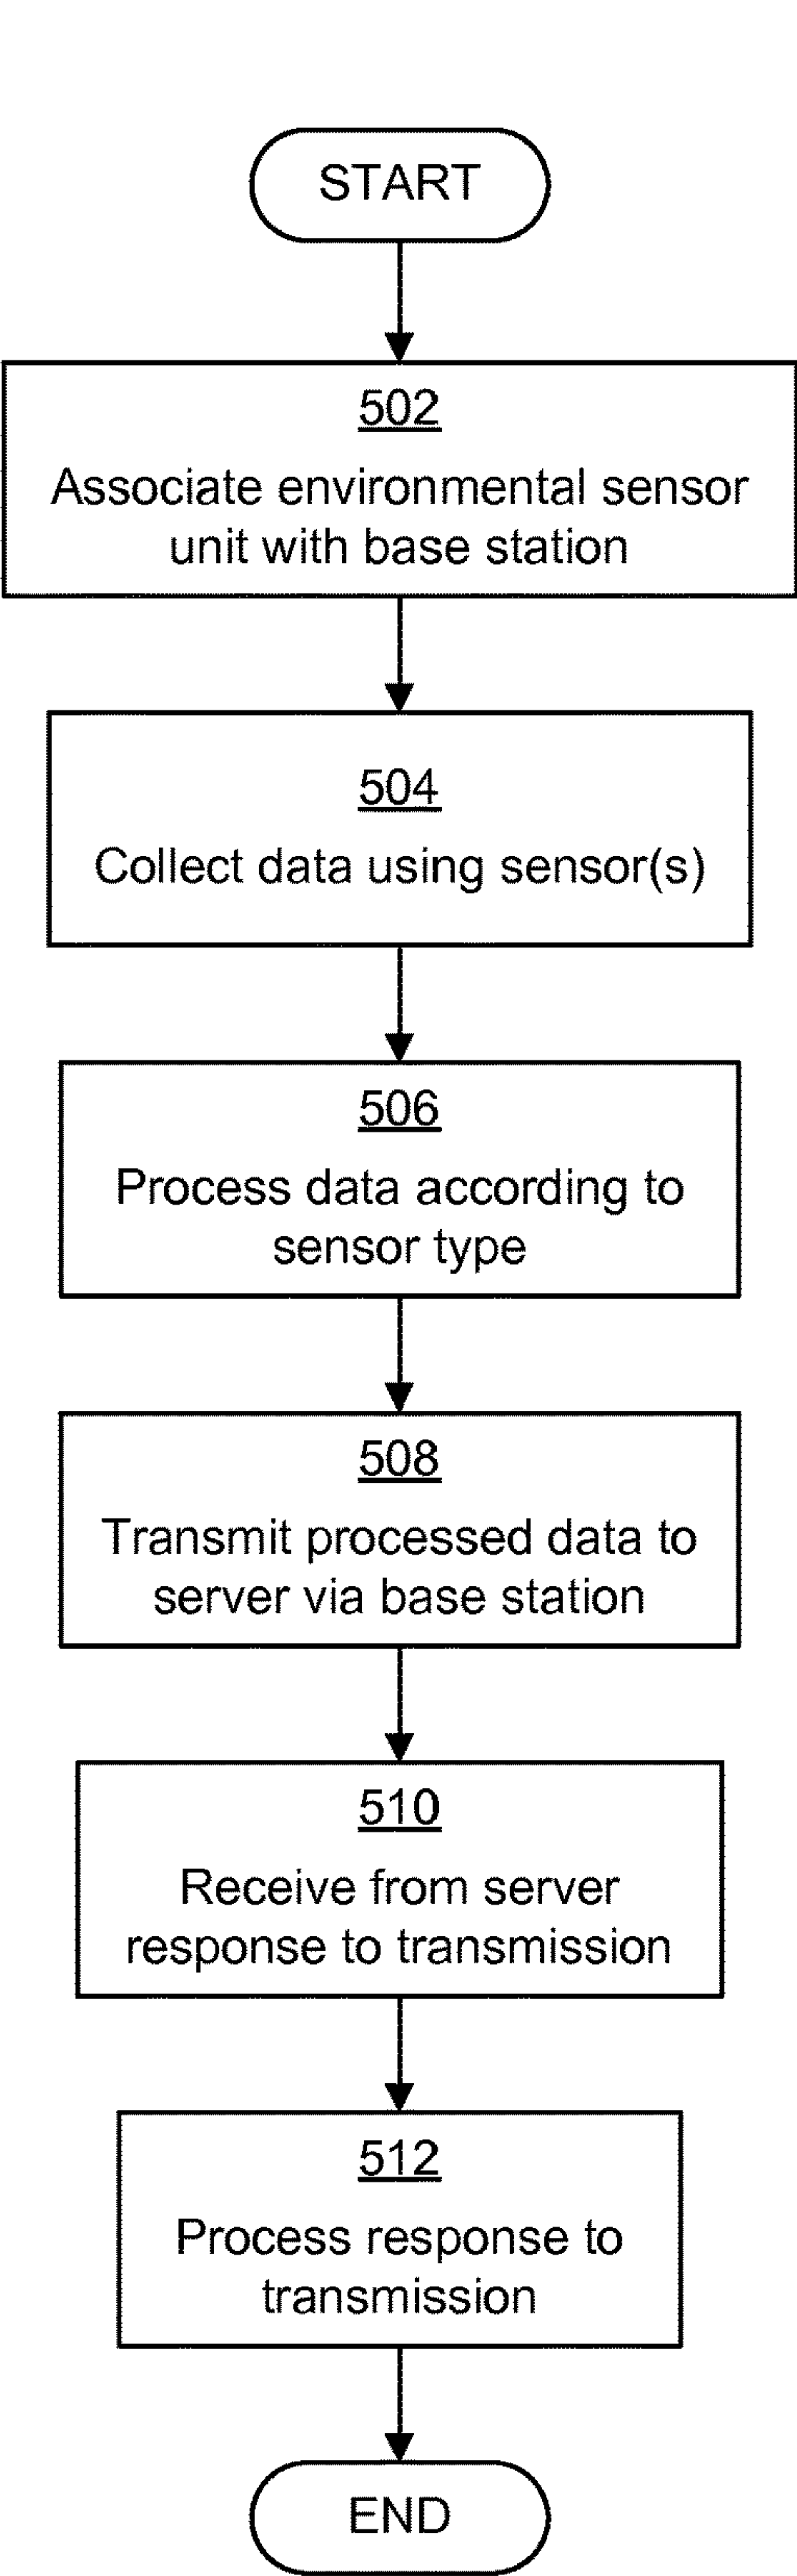 START
502
Associate environmental sensor
unit with base station
504
Collect data using sensor(s)
506
Process data according to
sensor type
508
Transmit processed data to
server via base station
510
Receive from server
response to transmission
512
Process response to
transmission
END